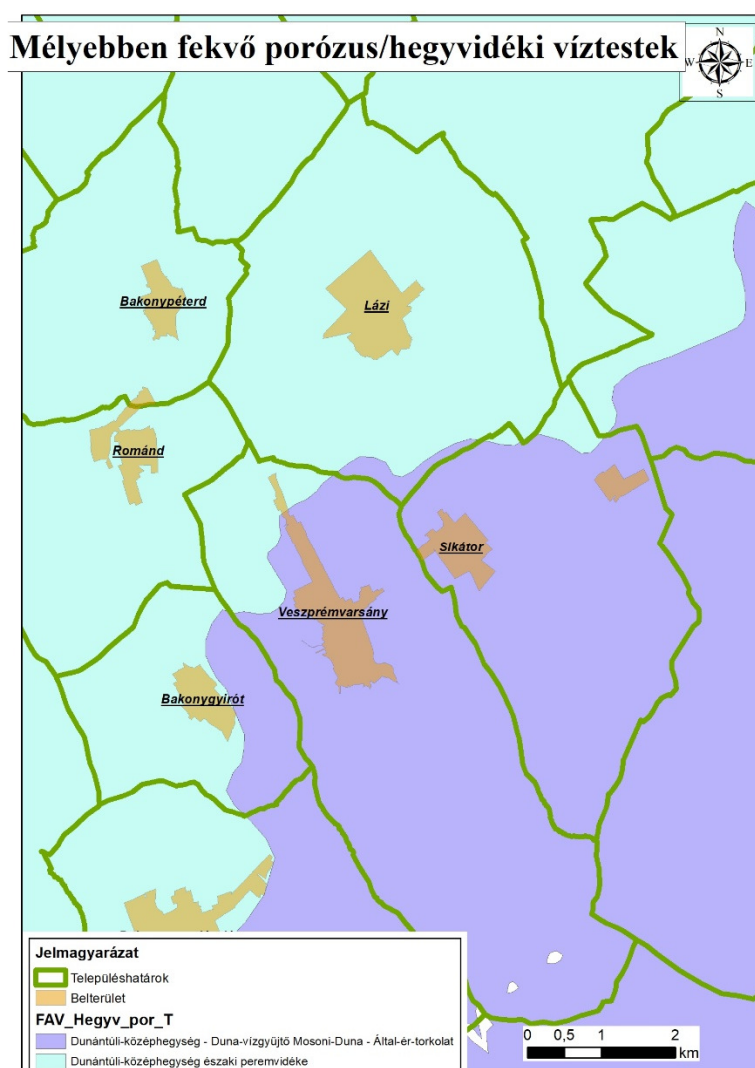 Mélyebben fekvő porózus/hegyvidéki víztestek
N
W E
S
Bakonypéterd
Lázi
Románd
Sikátor
Veszprémvarsány
Bakonygyirót
Jelmagyarázat
Településhatárok
Belterület
FAV_Hegyv_por_T
Dunántúli-középhegység - Duna-vízgyűjtő Mosoni-Duna - Által-ér-torkolat
Dunántúli-középhegység északi peremvidéke
0 0,5 1 2
km